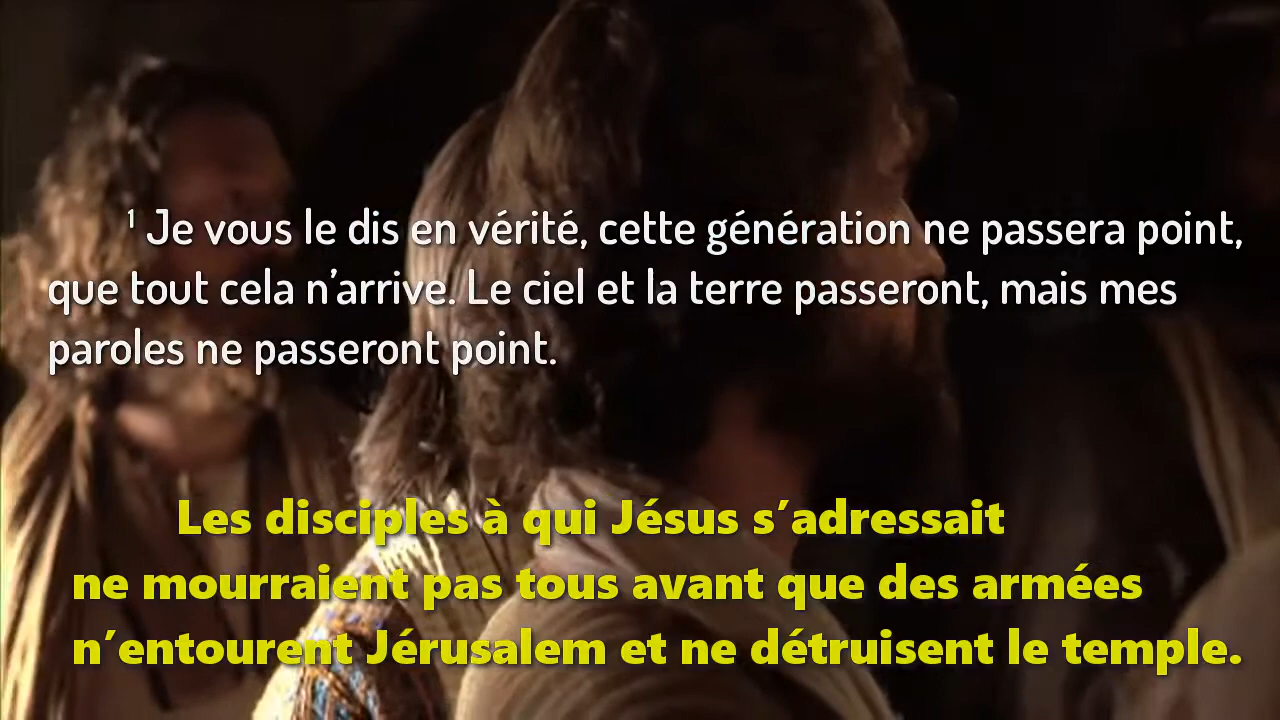 ¹ Je vous le dis en vérité, cette génération ne passera point,
que tout cela n’arrive. Le ciel et la terre passeront, mais mes
paroles ne passeront point.
Les disciples à qui Jésus s’adressait
ne mourraient pas tous avant que des armées
n’entourent Jérusalem et ne détruisent le temple.